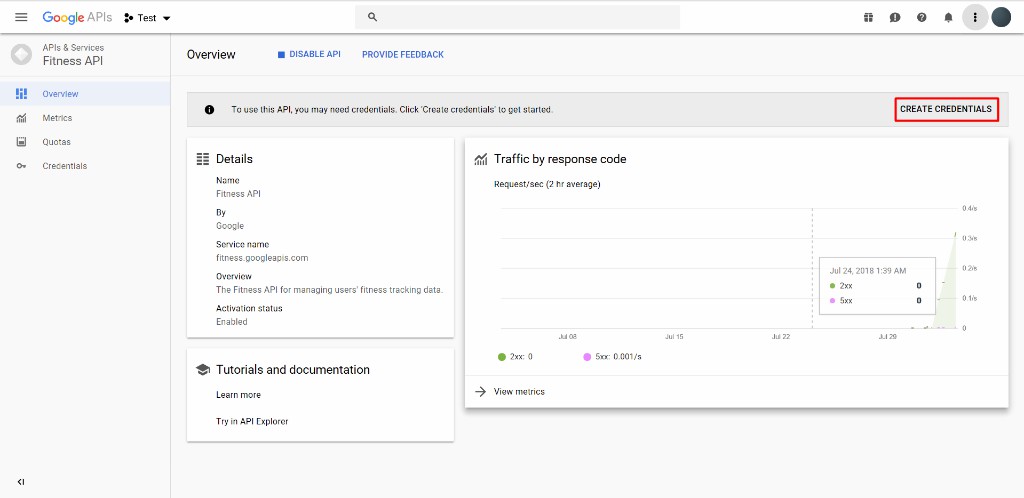 Google APIs Test
APIs & Services
Fitness API
Overview
Metrics
Quotas
Credentials
Overview DISABLE API PROVIDE FEEDBACK
To use this API, you may need credentials. Click 'Create credentials' to get started. CREATE CREDENTIALS
Details
Name
Fitness API
By
Google
Service name
fitness.googleapis.com
Overview
The Fitness API for managing users' fitness tracking data.
Activation status
Enabled
Tutorials and documentation
Learn more
Try in API Explorer
Traffic by response code
Request/sec (2 hr average)
0.4/s
0.3/s
0.2/s
0.1/s
0
Jul 24, 2018 1:39 AM
2xx 0
5xx 0
Jul 08 Jul 15 Jul 22 Jul 29
2xx: 0 5xx: 0.001/s
View metrics